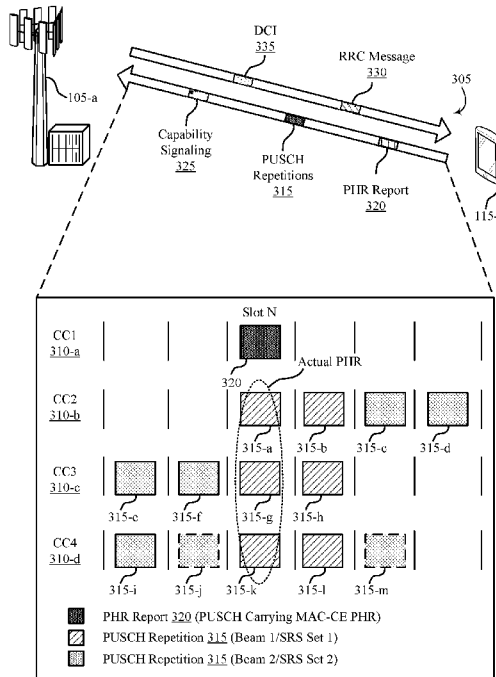 DCI
335
RRC Message
330
305
105-a
Capability
Signaling
325
PUSCH
Repetitions
315
PHR Report
320
115-
Slot N
CC1
310-a
Actual PHR
320
CC2
310-b
315-a
315-b
315-c
315-d
CC3
310-c
315-e
315-f
315-g
315-h
CC4
310-d
315-i
315-j
315-k
315-l
315-m
PHR Report 320 (PUSCH Carrying MAC-CE PHR)
PUSCH Repetition 315 (Beam 1/SRS Set 1)
PUSCH Repetition 315 (Beam 2/SRS Set 2)